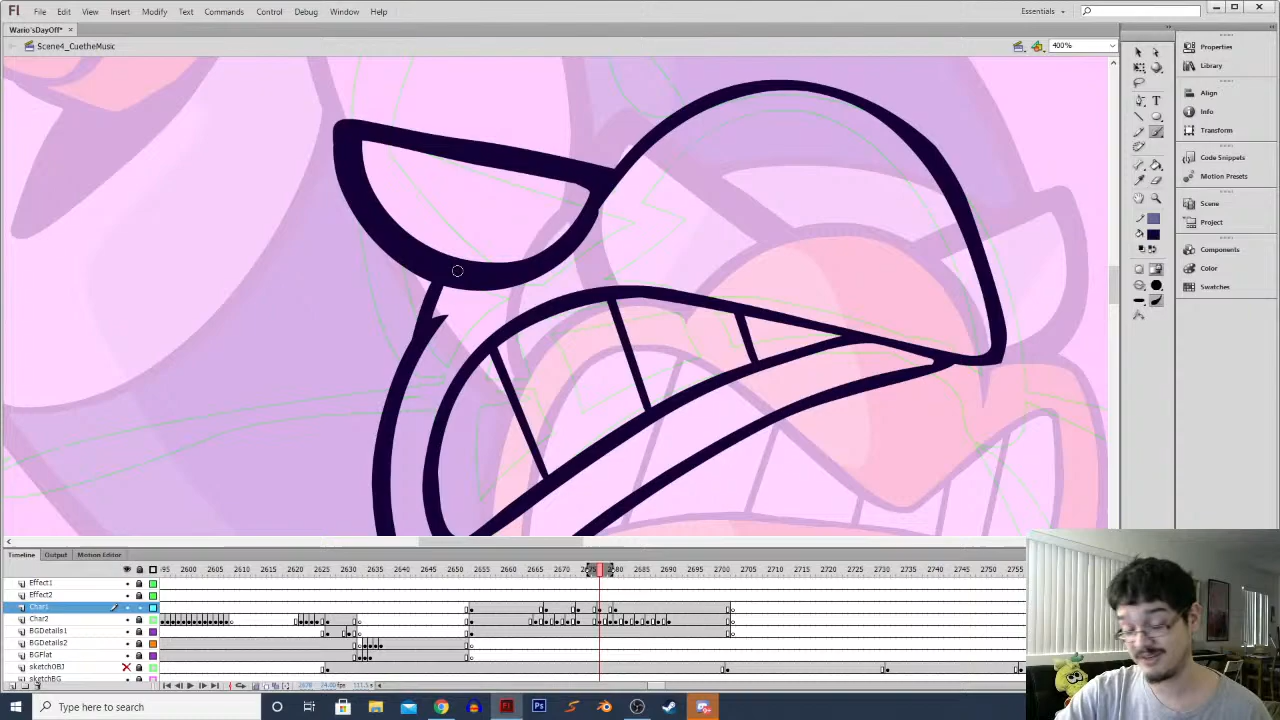 Fl File Edit View Insert Modify Text Commands Control Debug Window Help Essentials
Wario'sDayOff*
Scene4_CuetheMusic 400%
Properties
Library
Align
Info
Transform
Code Snippets
Motion Presets
Scene
Project
Components
Color
Swatches
Timeline Output Motion Editor
2600 2605 2610 2615 2620 2625 2630 2635 2640 2645 2650 2655 2660 2665 2670 2685 2690 2695 2700 2705 2710 2715 2720 2725 2730 2735 2740 2745 2750 2755
Effect1
Effect2
Char1
Char2
BGDetails1
BGDetails2
BGFlat
sketchOBJ
sketchBG
2678 24.00 fps
Type here to search